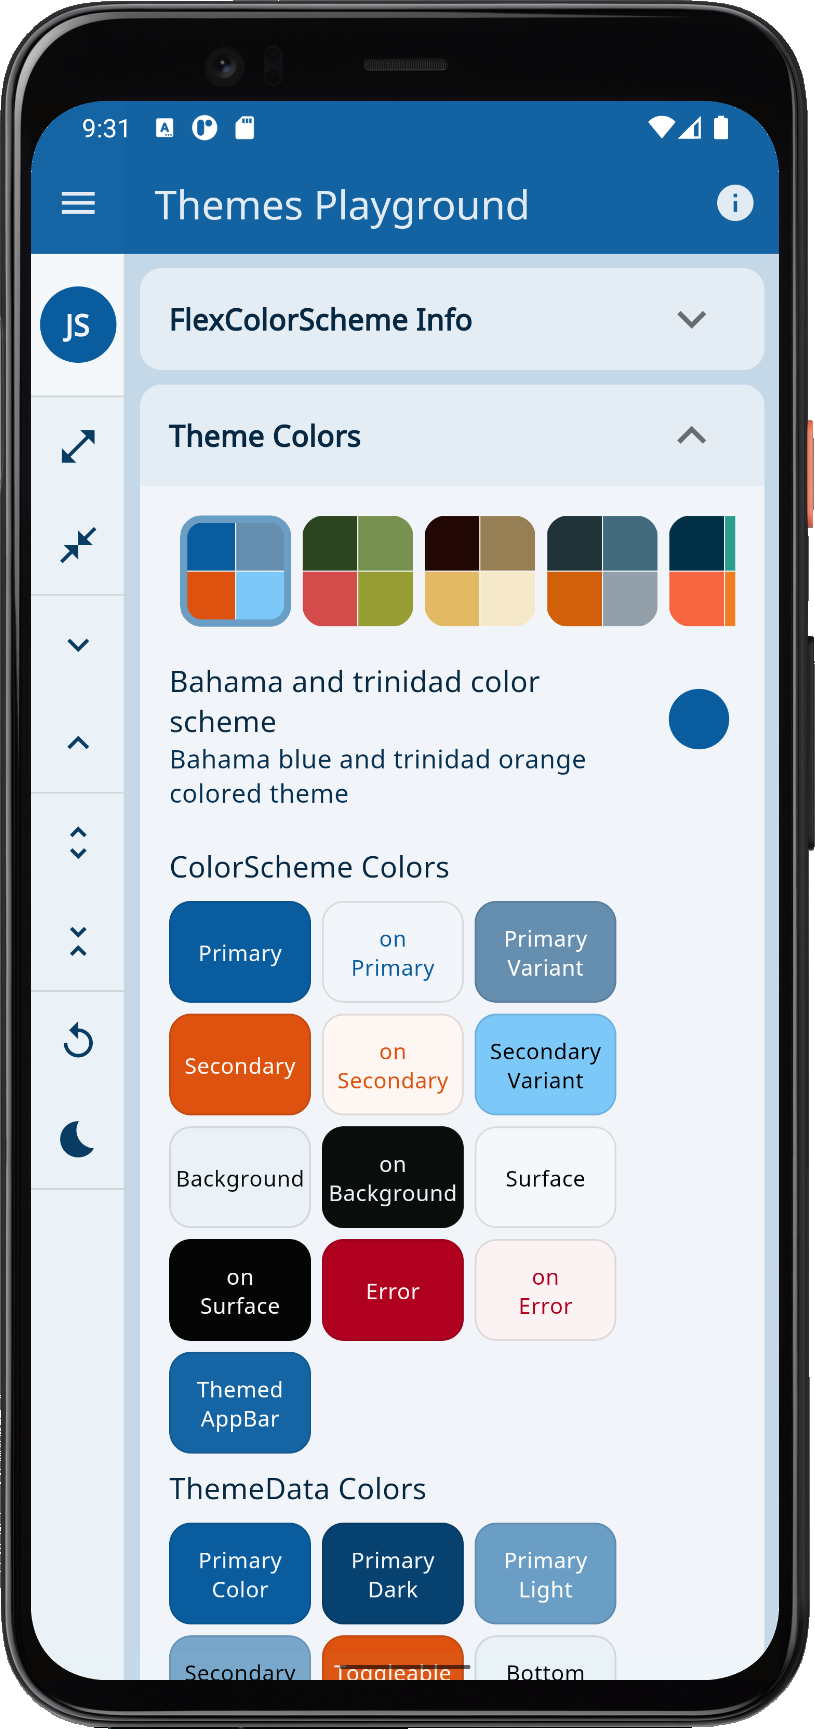 9:31
Themes Playground
JS
FlexColorScheme Info
Theme Colors
Bahama and trinidad color
scheme
Bahama blue and trinidad orange
colored theme
ColorScheme Colors
Primary
on
Primary
Primary
Variant
Secondary
on
Secondary
Secondary
Variant
Background
on
Background
Surface
on
Surface
Error
on
Error
Themed
AppBar
ThemeData Colors
Primary
Color
Primary
Dark
Primary
Light
Secondary
Toggleable
Bottom